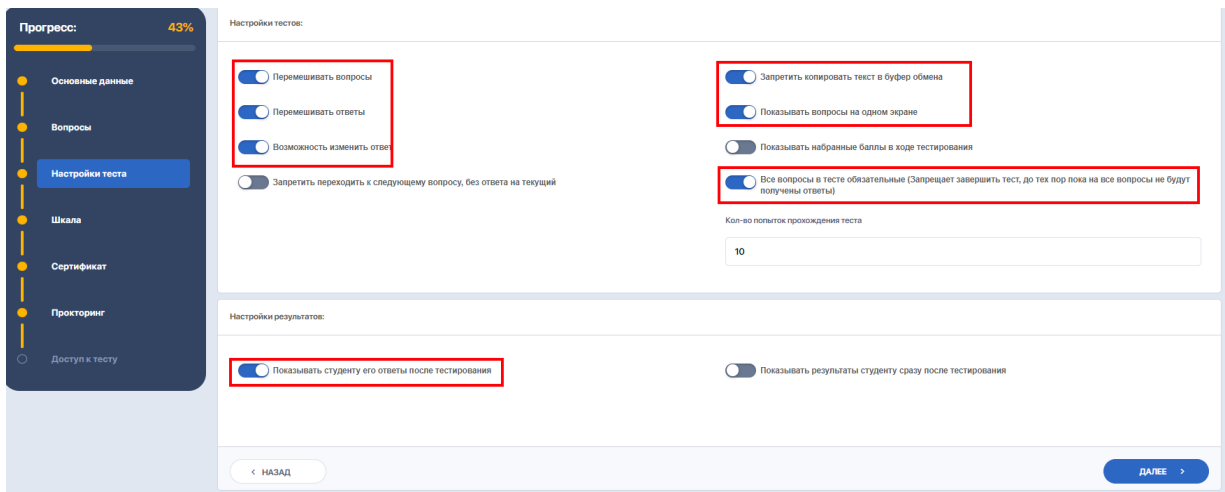 Прогресс: 43%
Основные данные
Вопросы
Настройки теста
Шкала
Сертификат
Прокторинг
Доступ к тесту
Настройки тестов:
Перемешивать вопросы
Перемешивать ответы
Возможность изменить ответ
Запретить переходить к следующему вопросу, без ответа на текущий
Запретить копировать текст в буфер обмена
Показывать вопросы на одном экране
Показывать набранные баллы в ходе тестирования
Все вопросы в тесте обязательные (Запрещает завершить тест, до тех пор пока на все вопросы не будут
получены ответы)
Кол-во попыток прохождения теста
10
Настройки результатов:
Показывать студенту его ответы после тестирования
Показывать результаты студенту сразу после тестирования
НАЗАД
ДАЛЕЕ